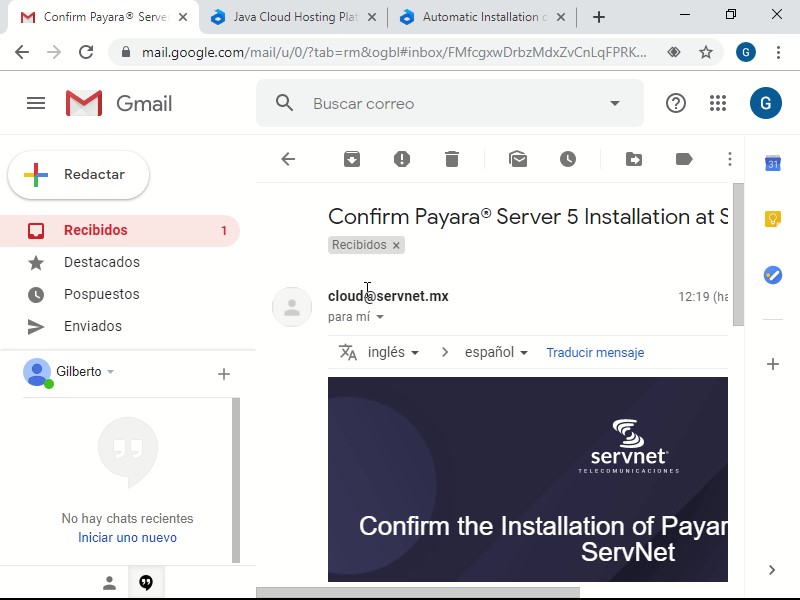 Confirm Payara® Serve
Java Cloud Hosting Plat
Automatic Installation o
mail.google.com/mail/u/0/?tab=rm&ogbl#inbox/FMfcgxwDrbzMdxZvCnLqFPRK...
G
Gmail
Buscar correo
G
Redactar
Recibidos 1
Destacados
Pospuestos
Enviados
Gilberto
No hay chats recientes
Iniciar uno nuevo
Confirm Payara® Server 5 Installation at S
Recibidos x
cloud@servnet.mx 12:19 (ha
para mí
inglés > español Traducir mensaje
servnet
TELECOMUNICACIONES
Confirm the Installation of Payar
ServNet
31